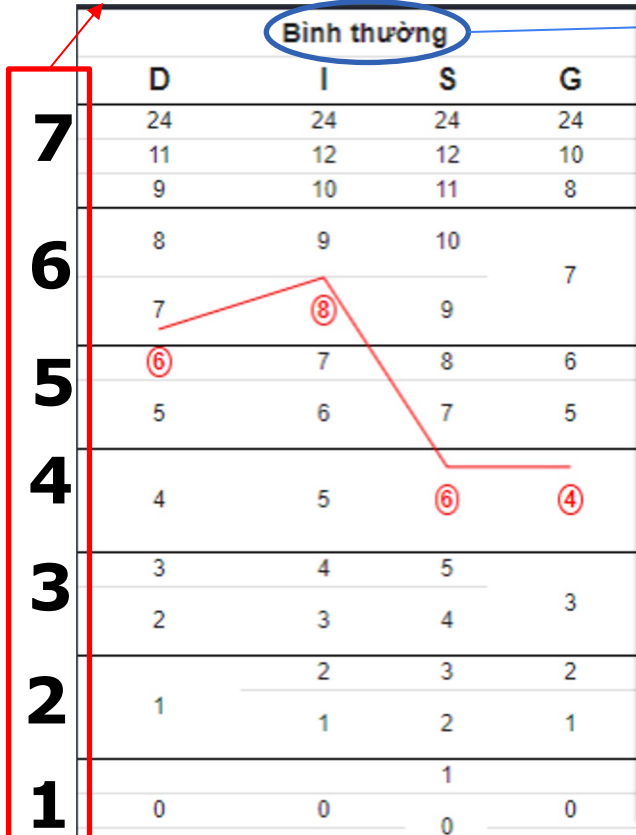 Bình thường
D I S G
7 24 24 24 24
11 12 12 10
9 10 11 8
6 8 9 10 7
7 8 9
5 6 7 8 6
5 6 7 5
4 4 5 6 4
3 3 4 5 3
2 3 4
2 1 2 3 2
1 2 1
1 1
0 0 0 0